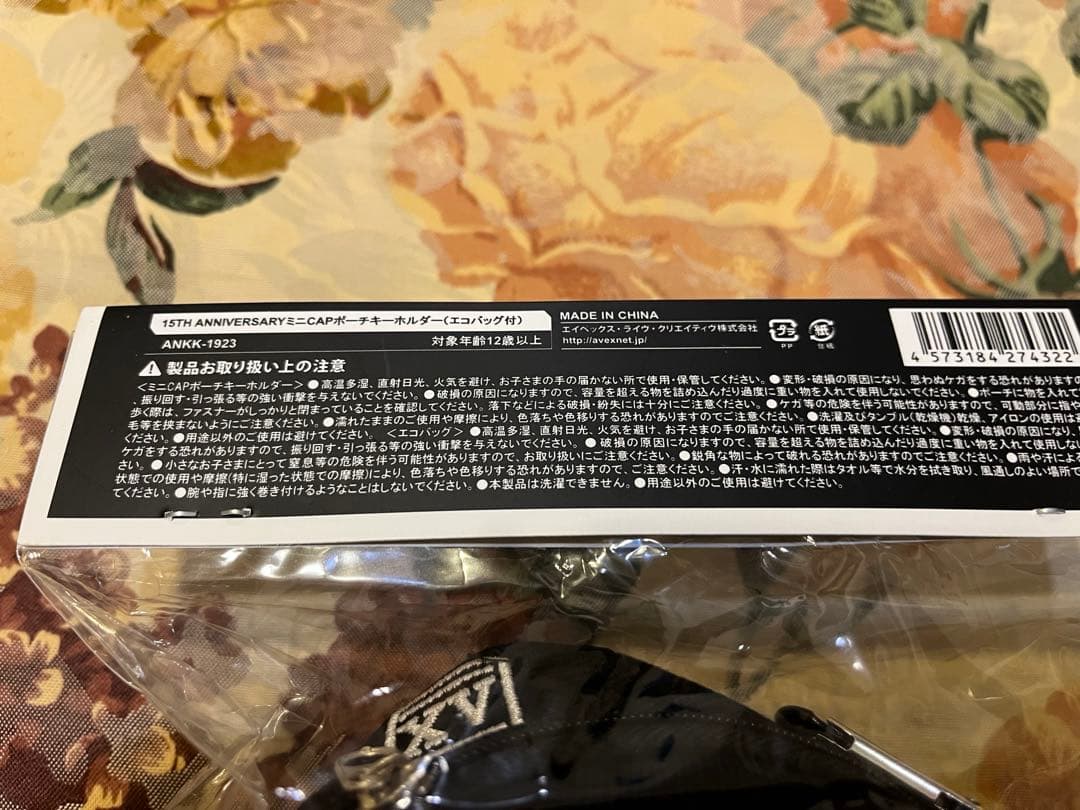 15TH ANNIVERSARYミニCAPポーチキーホルダー(エコバッグ付)
ANKK-1923 対象年齢12歳以上
MADE IN CHINA
エイベックス・ライヴ・クリエイティヴ株式会社
http://avexnet.jp/
プラ
PP
紙
台紙
4 573184 274322
製品お取り扱い上の注意
<ミニCAPポーチキーホルダー> ●高温多湿、直射日光、火気を避け、お子さまの手の届かない所で使用・保管してください。●変形・破損の原因になり、思わぬケガをする恐れがありますの
振り回す・引っ張る等の強い衝撃を与えないでください。●破損の原因になりますので、容量を超える物を詰め込んだり過度に重い物を入れて使用しないでください。●ポーチに物を入れて
歩く際は、ファスナーがしっかりと閉まっていることを確認してください。落下などによる破損・紛失には十分にご注意ください。●ケガ等の危険を伴う可能性がありますので、可動部分に指や
毛等を挟まないようにご注意ください。●濡れたままのご使用や摩擦により、色落ちや色移りする恐れがありますのでご注意ください。●洗濯及びタンブル(乾燥機)乾燥、アイロンの使用は
ください。●用途以外のご使用は避けてください。 <エコバッグ> ●高温多湿、直射日光、火気を避け、お子さまの手の届かない所で使用・保管してください。●変形・破損の原因になり
ケガをする恐れがありますので、振り回す・引っ張る等の強い衝撃を与えないでください。●破損の原因になりますので、容量を超える物を詰め込んだり過度に重い物を入れて使用しない
さい。●小さなお子さまにとって窒息等の危険を伴う可能性がありますので、お取り扱いにご注意ください。●鋭角な物によって破れる恐れがありますのでご注意ください。●雨や汗による
状態での使用や摩擦(特に湿った状態での摩擦)により、色落ちや色移りする恐れがありますので、ご注意ください。●汗・水に濡れた際はタオル等で水分を拭き取り、風通しのよい場所で
てください。●腕や指に強く巻き付けるようなことはしないでください。●本製品は洗濯できません。●用途以外のご使用は避けてください。
XV